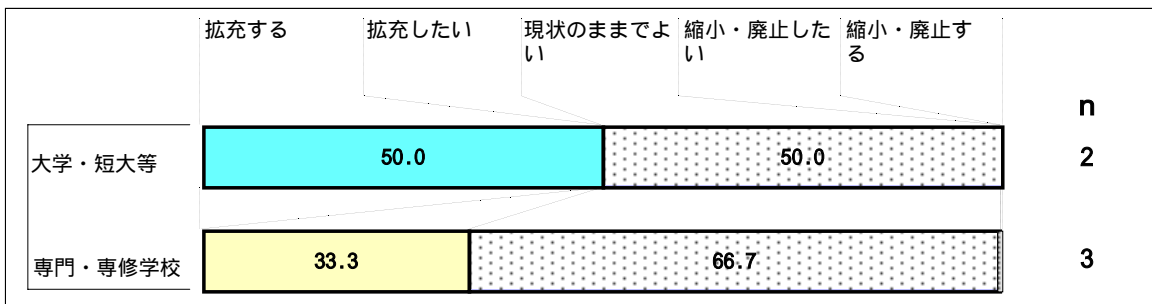 拡充する
拡充したい
現状のままでよ
い
縮小・廃止した
い
縮小・廃止す
る
n
大学・短大等
50.0
50.0
2
専門・専修学校
33.3
66.7
3